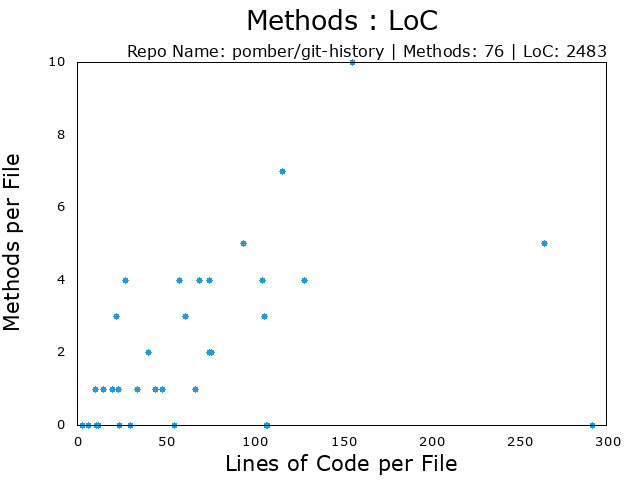 Methods : LoC
Repo Name: pomber/git-history | Methods: 76 | LoC: 2483
Methods per File
10
8
6
4
2
0
0 50 100 150 200 250 300
Lines of Code per File